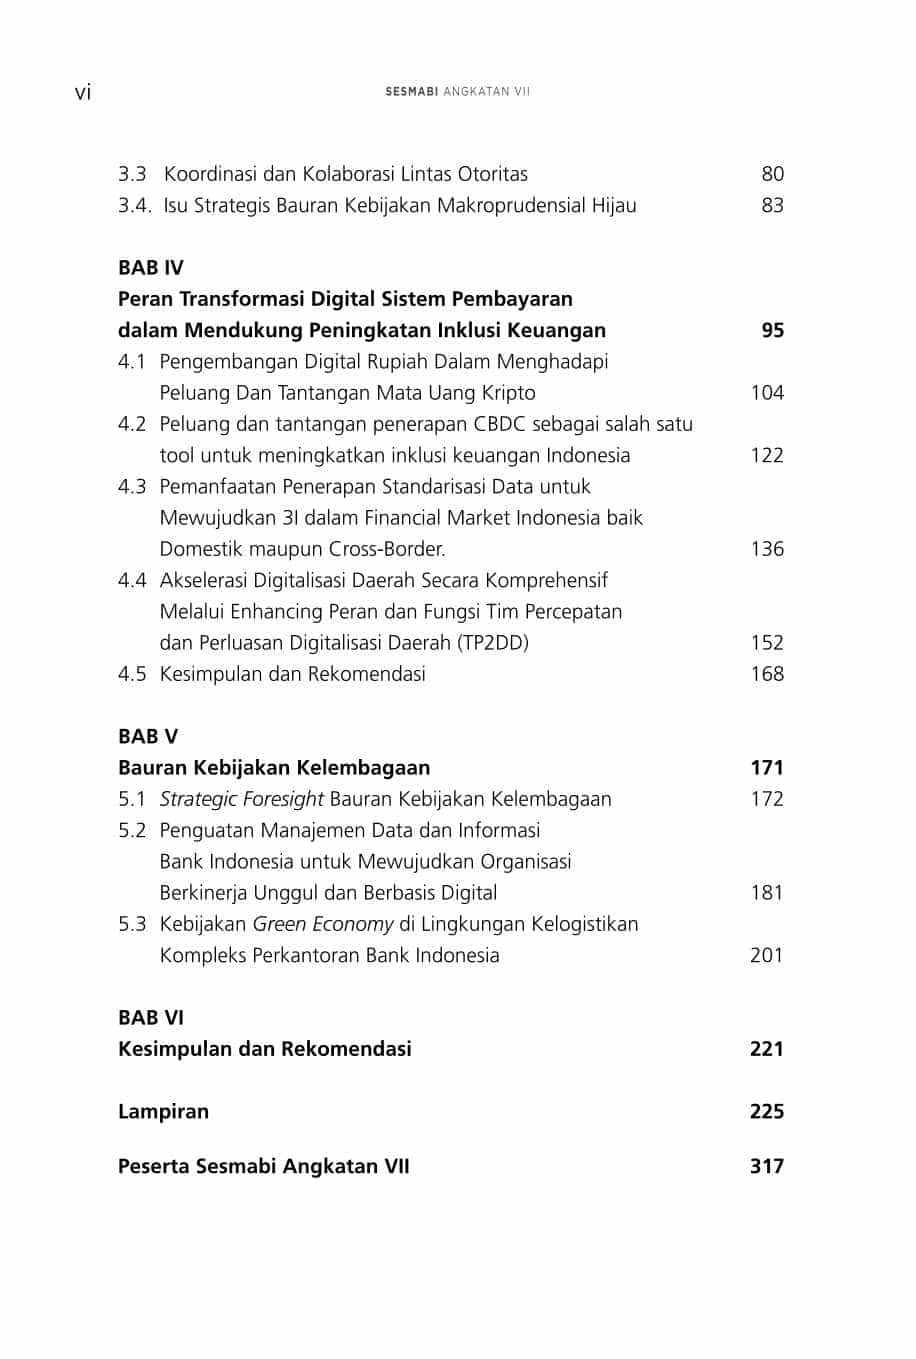 vi
SESMABI ANGKATAN VII
3.3 Koordinasi dan Kolaborasi Lintas Otoritas 80
3.4. Isu Strategis Bauran Kebijakan Makroprudensial Hijau 83
BAB IV
Peran Transformasi Digital Sistem Pembayaran
dalam Mendukung Peningkatan Inklusi Keuangan 95
4.1 Pengembangan Digital Rupiah Dalam Menghadapi
Peluang Dan Tantangan Mata Uang Kripto 104
4.2 Peluang dan tantangan penerapan CBDC sebagai salah satu
tool untuk meningkatkan inklusi keuangan Indonesia 122
4.3 Pemanfaatan Penerapan Standarisasi Data untuk
Mewujudkan 3I dalam Financial Market Indonesia baik
Domestik maupun Cross-Border. 136
4.4 Akselerasi Digitalisasi Daerah Secara Komprehensif
Melalui Enhancing Peran dan Fungsi Tim Percepatan
dan Perluasan Digitalisasi Daerah (TP2DD) 152
4.5 Kesimpulan dan Rekomendasi 168
BAB V
Bauran Kebijakan Kelembagaan 171
5.1 Strategic Foresight Bauran Kebijakan Kelembagaan 172
5.2 Penguatan Manajemen Data dan Informasi
Bank Indonesia untuk Mewujudkan Organisasi
Berkinerja Unggul dan Berbasis Digital 181
5.3 Kebijakan Green Economy di Lingkungan Kelogistikan
Kompleks Perkantoran Bank Indonesia 201
BAB VI
Kesimpulan dan Rekomendasi 221
Lampiran 225
Peserta Sesmabi Angkatan VII 317